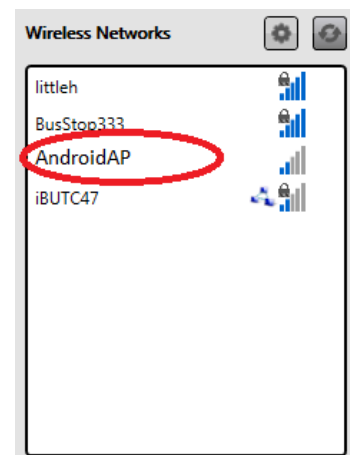 Wireless Networks
littleh
BusStop333
AndroidAP
iBUTC47